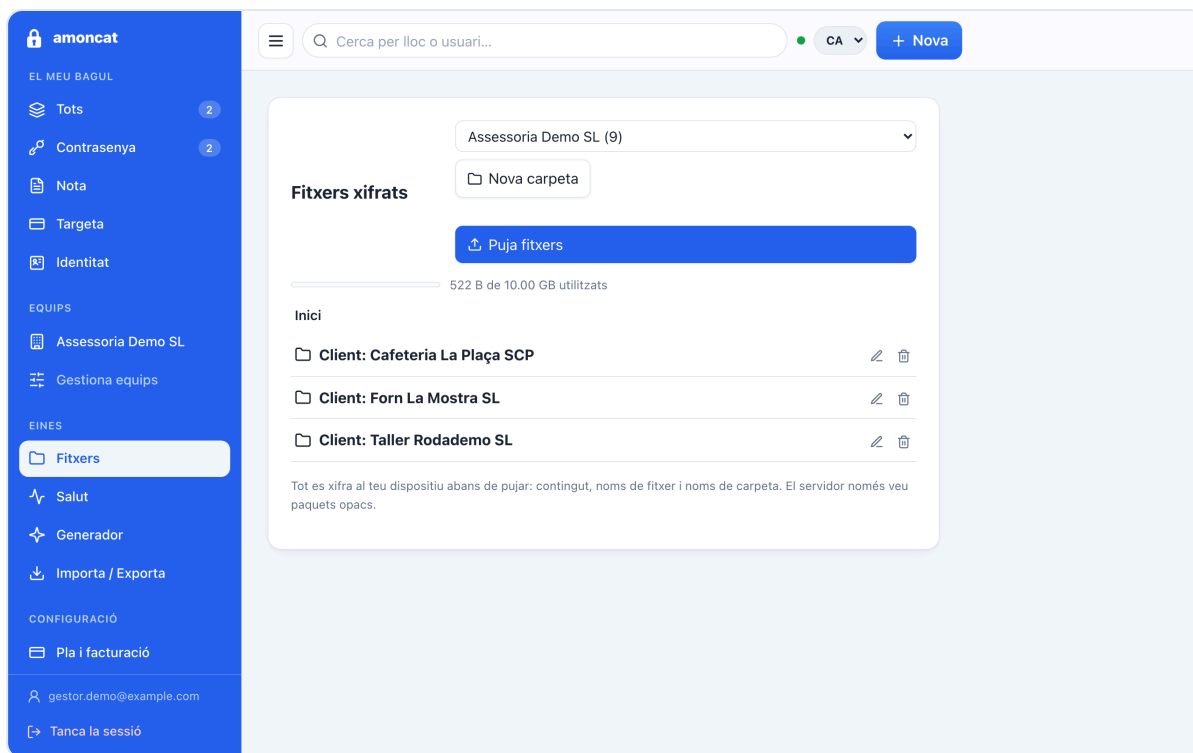 amoncat
EL MEU BAGUL
Tots 2
Contrasenya 2
Nota
Targeta
Identitat
EQUIPS
Assessoria Demo SL
Gestiona equips
EINES
Fitxers
Salut
Generador
Importa / Exporta
CONFIGURACIÓ
Pla i facturació
gestor.demo@example.com
Tanca la sessió
Cerca per lloc o usuari...
CA
+ Nova
Fitxers xifrats
Assessoria Demo SL (9)
Nova carpeta
Puja fitxers
522 B de 10.00 GB utilitzats
Inici
Client: Cafeteria La Plaça SCP
Client: Forn La Mostra SL
Client: Taller Rodademo SL
Tot es xifra al teu dispositiu abans de pujar: contingut, noms de fitxer i noms de carpeta. El servidor només veu
paquets opacs.